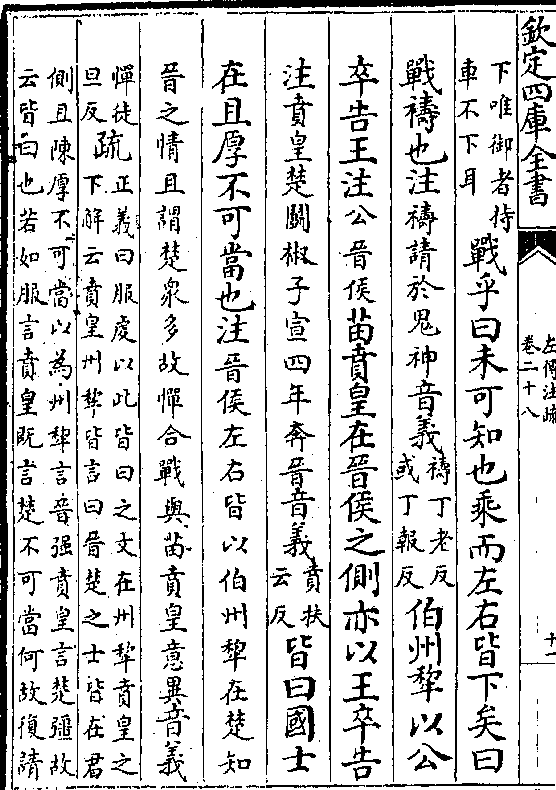 欽定四庫全書
左傳注疏
卷二十八
十一
下唯御者侍
車不下耳
戰乎曰未可知也乘而左右皆下矣曰
戰禱也注禱請於鬼神音義
禱丁老反
或丁報反
伯州犂以公
卒告王注公晉侯苗賁皇在晉侯之側亦以王卒告
注賁皇楚鬭椒子宣四年奔晉音義
賁扶
云反
皆曰國士
在且厚不可當也注晉侯左右皆以伯州犂在楚知
晉之情且謂楚衆多故憚合戰與苗賁皇意異音義
憚徒
旦反
疏
正義曰服虔以此皆曰之文在州犂賁皇之
下解云賁皇州犂皆言曰晉楚之士皆在君
側且陳厚不可當以為州犂言晉强賁皇言楚彊故
云皆曰也若如服言賁皇既言楚不可當何故復請